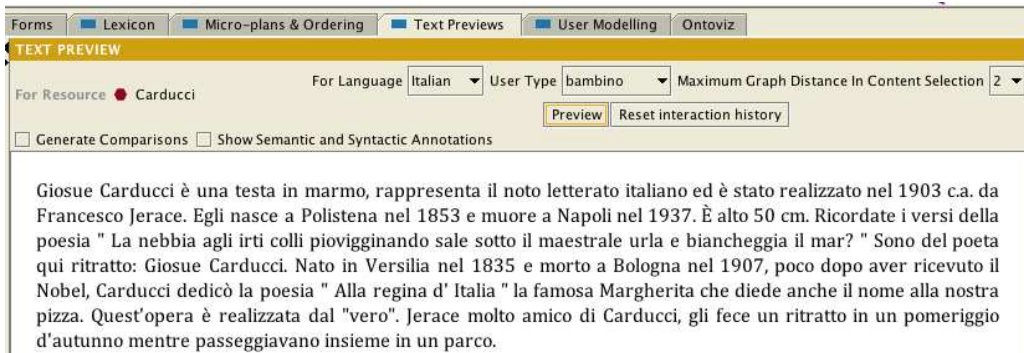 Forms Lexicon Micro-plans & Ordering Text Previews User Modelling Ontoviz
TEXT PREVIEW
For Language Italian User Type bambino Maximum Graph Distance In Content Selection 2
For Resource Carducci
Preview Reset interaction history
Generate Comparisons Show Semantic and Syntactic Annotations
Giosue Carducci è una testa in marmo, rappresenta il noto letterato italiano ed è stato realizzato nel 1903 c.a. da
Francesco Jerace. Egli nasce a Polistena nel 1853 e muore a Napoli nel 1937. È alto 50 cm. Ricordate i versi della
poesia " La nebbia agli irti colli piovigginando sale sotto il maestrale urla e biancheggia il mar? " Sono del poeta
qui ritratto: Giosue Carducci. Nato in Versilia nel 1835 e morto a Bologna nel 1907, poco dopo aver ricevuto il
Nobel, Carducci dedicò la poesia " Alla regina d' Italia " la famosa Margherita che diede anche il nome alla nostra
pizza. Quest'opera è realizzata dal "vero". Jerace molto amico di Carducci, gli fece un ritratto in un pomeriggio
d'autunno mentre passeggiavano insieme in un parco.